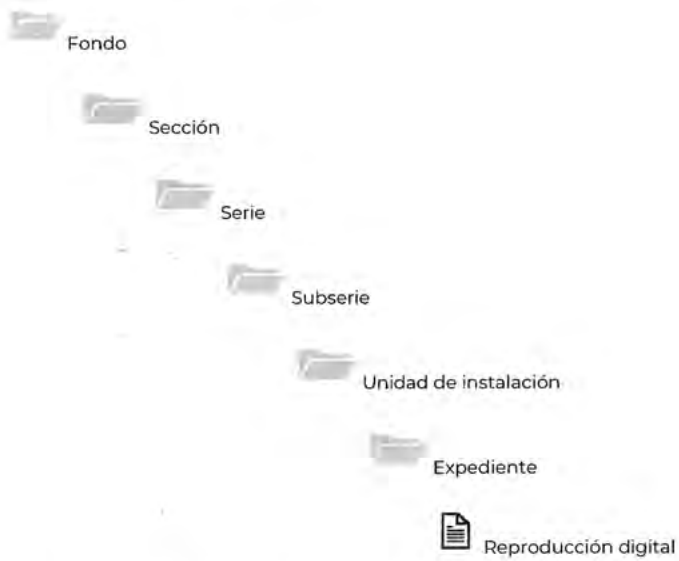 Fondo
Sección
Serie
Subserie
Unidad de instalación
Expediente
Reproducción digital